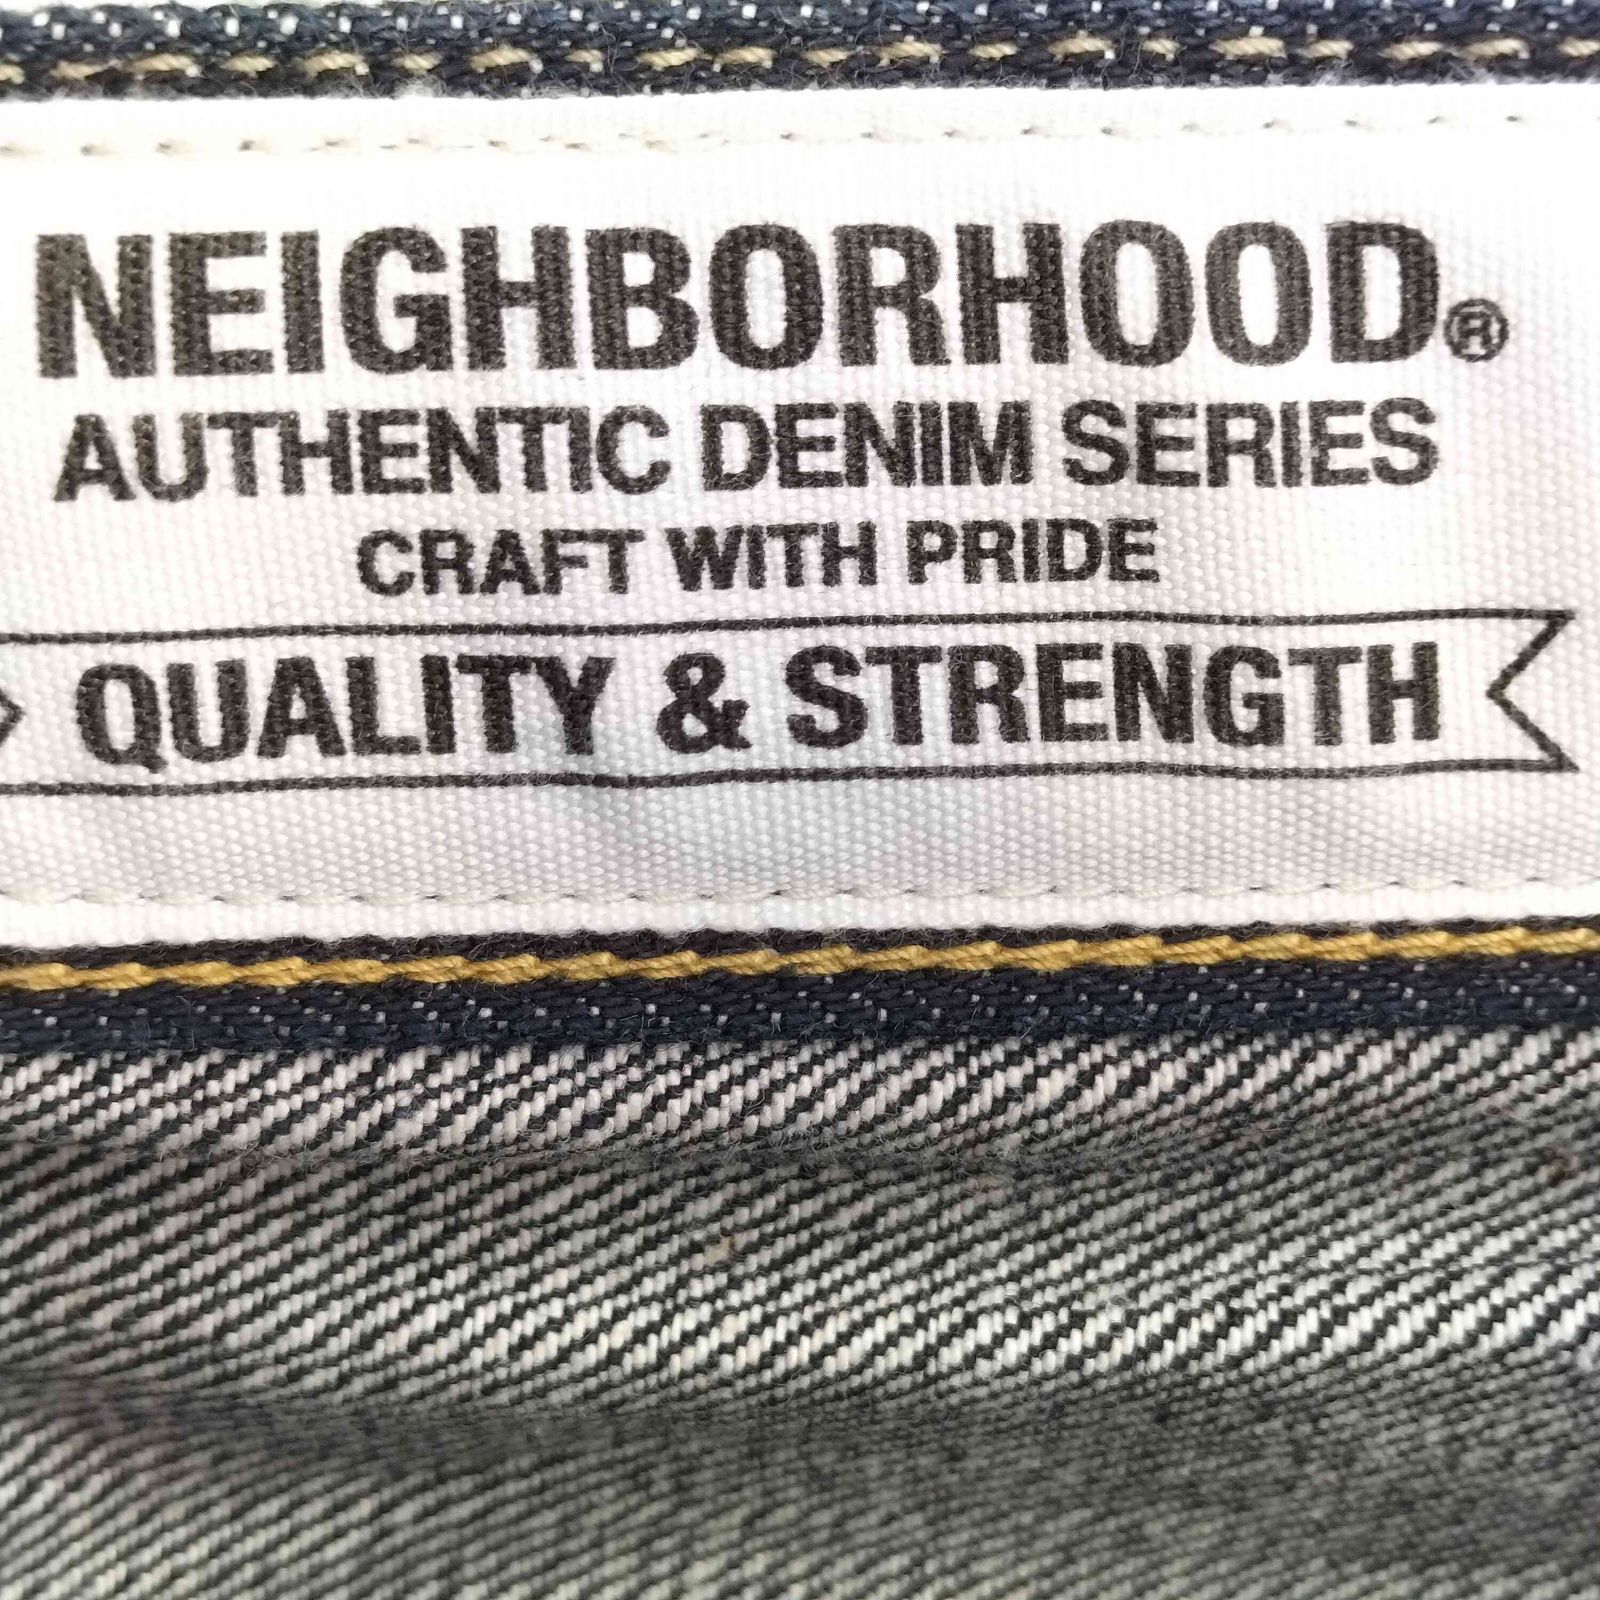 NEIGHBORHOOD®
AUTHENTIC DENIM SERIES
CRAFT WITH PRIDE
QUALITY & STRENGTH